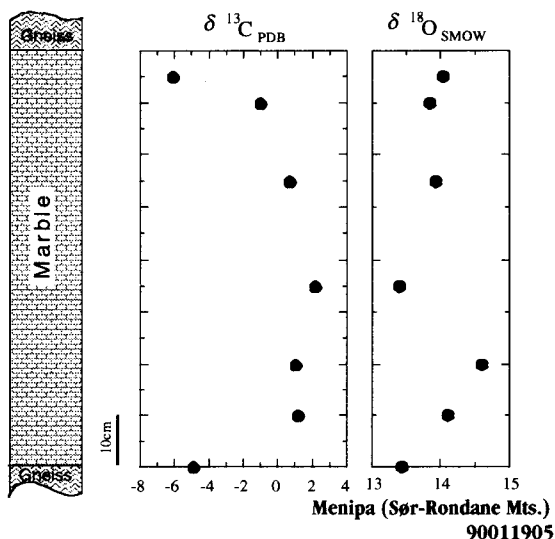 Gneiss
δ ¹³C PDB
δ ¹⁸O SMOW
Marble
10cm
Gneiss
-8 -6 -4 -2 0 2 4
13 14 15
Menipa (Sør-Rondane Mts.)
90011905